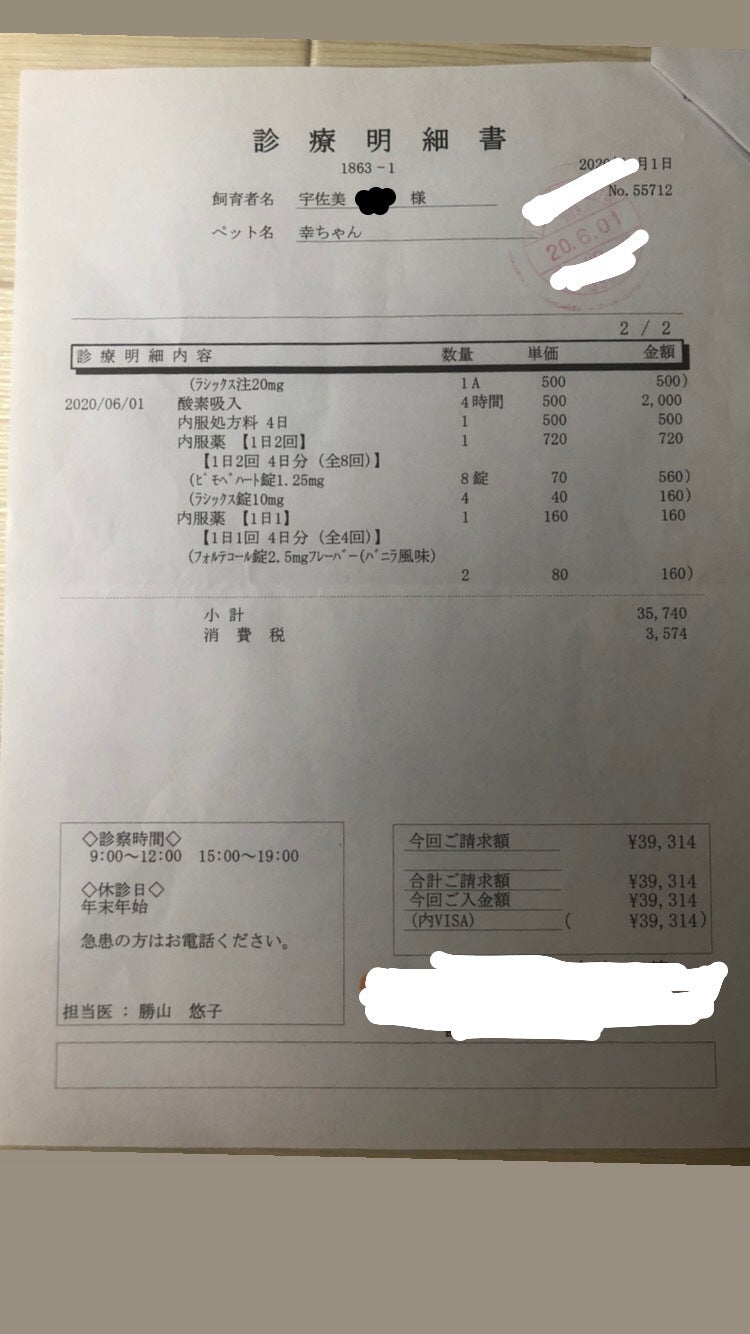 診療明細書
1863-1
2020 月1日
No.55712
飼育者名 宇佐美 様
ペット名 幸ちゃん
20.6.01
2 / 2
診療明細内容 数量 単価 金額
(ラシックス注20mg 1A 500 500)
2020/06/01 酸素吸入 4時間 500 2,000
内服処方料 4日 1 500 500
内服薬 【1日2回】 1 720 720
【1日2回 4日分 (全8回)】
(ピモベハート錠1.25mg 8錠 70 560)
(ラシックス錠10mg 4 40 160)
内服薬 【1日1】 1 160 160
【1日1回 4日分 (全4回)】
(フォルテコール錠2.5mgフレーバー(バニラ風味)
2 80 160)
小計 35,740
消費税 3,574
◇診察時間◇
9:00〜12:00 15:00〜19:00
◇休診日◇
年末年始
急患の方はお電話ください。
担当医 : 勝山 悠子
今回ご請求額 ¥39,314
合計ご請求額 ¥39,314
今回ご入金額 ¥39,314
(内VISA) ( ¥39,314)